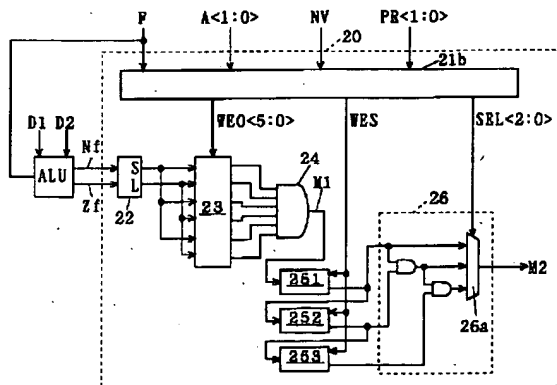 F A<1:0> NV PR<1:0>
20
21b
D1 D2 WEO<5:0> WES SEL<2:0>
Nf
Zf
ALU
S
L
22
23
24
M1
26
251
252
253
M2
26a